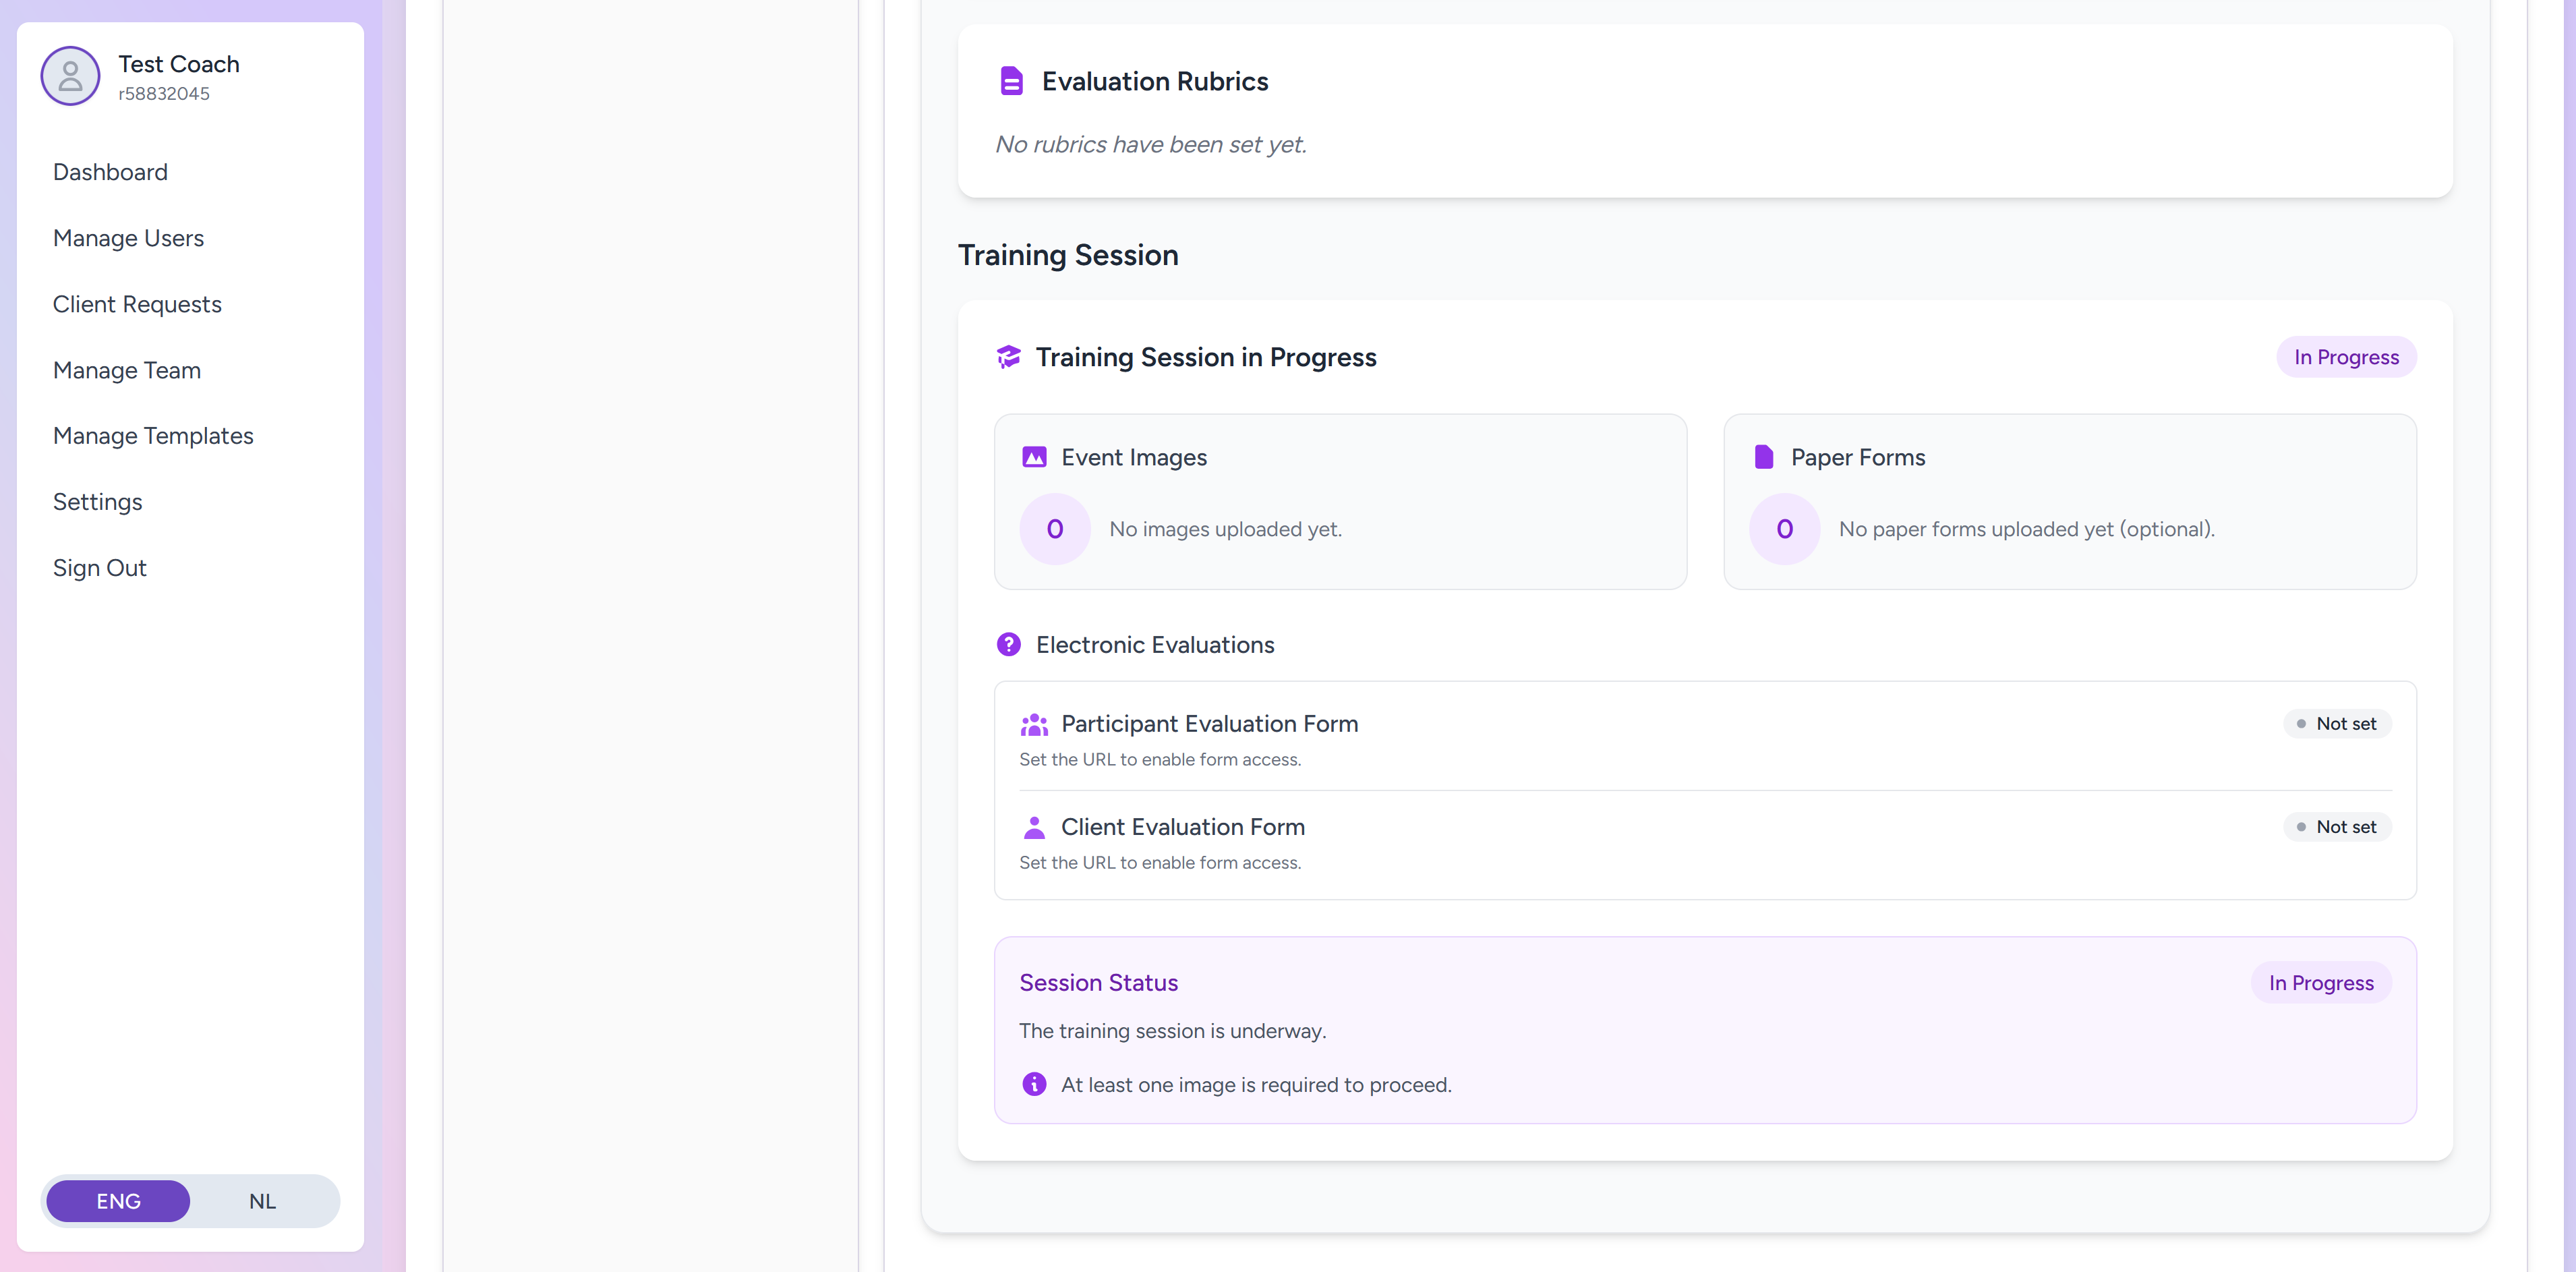 Test Coach
r58832045
Dashboard
Manage Users
Client Requests
Manage Team
Manage Templates
Settings
Sign Out
ENG
NL
Evaluation Rubrics
No rubrics have been set yet.
Training Session
Training Session in Progress
In Progress
Event Images
0
No images uploaded yet.
Paper Forms
0
No paper forms uploaded yet (optional).
Electronic Evaluations
Participant Evaluation Form
Not set
Set the URL to enable form access.
Client Evaluation Form
Not set
Set the URL to enable form access.
Session Status
In Progress
The training session is underway.
At least one image is required to proceed.